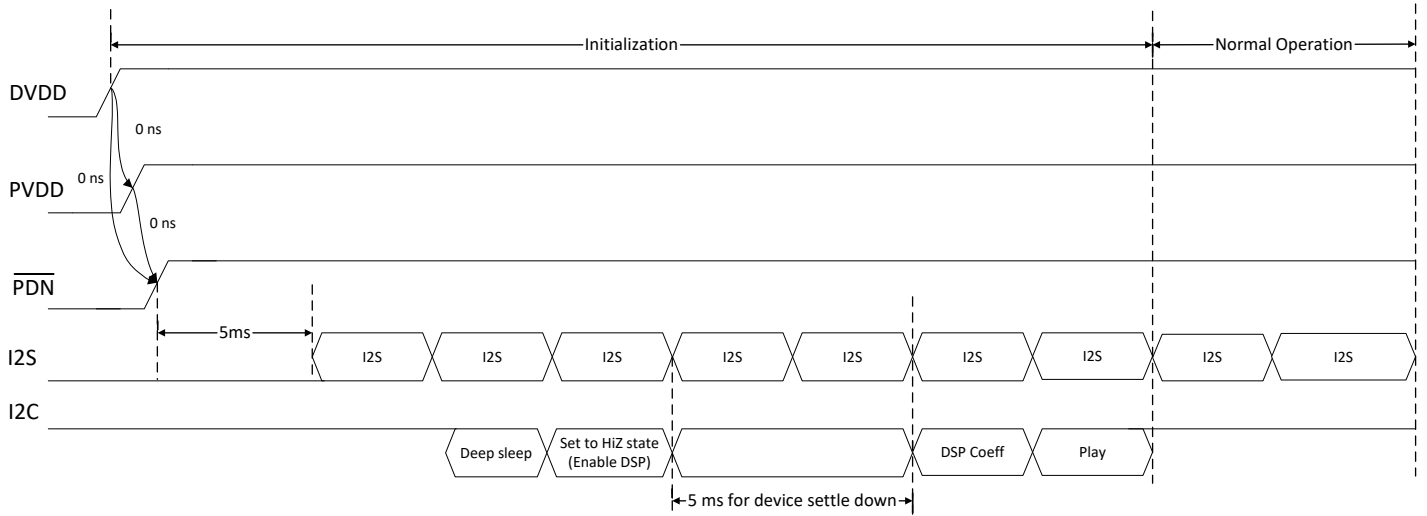 Initialization
Normal Operation
DVDD
0 ns
0 ns
PVDD
0 ns
PDN
5ms
I2S
I2S
I2S
I2S
I2S
I2S
I2S
I2S
I2S
I2S
I2C
Deep sleep
Set to HiZ state
(Enable DSP)
DSP Coeff
Play
5 ms for device settle down